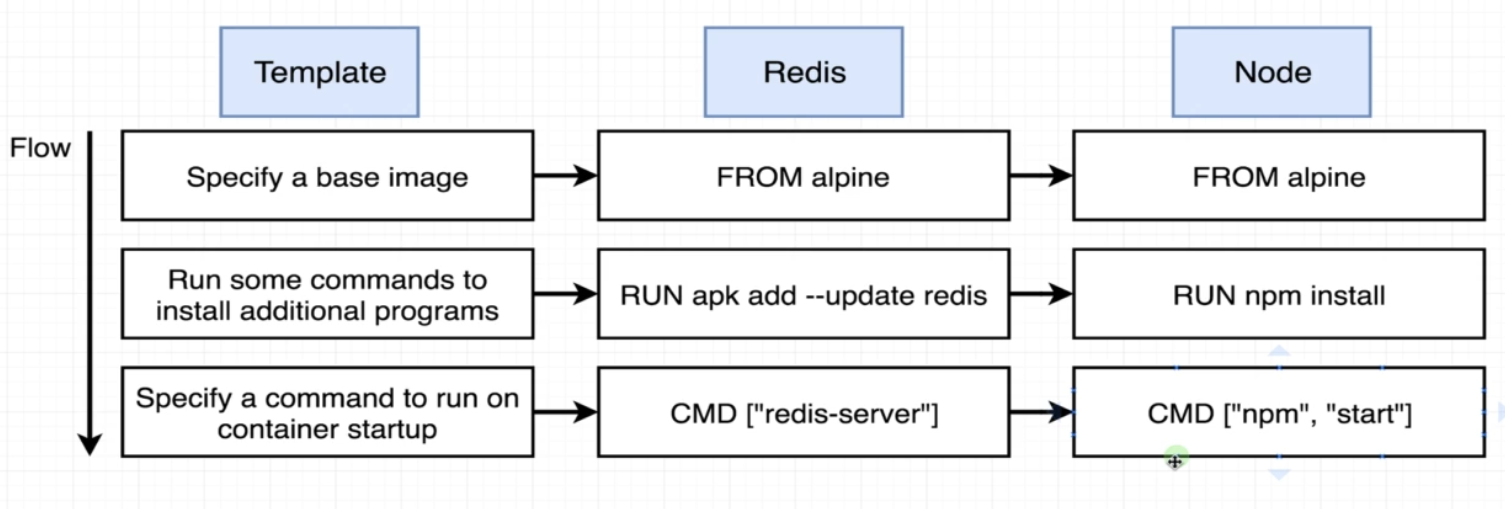 Template
Redis
Node
Flow
Specify a base image
FROM alpine
FROM alpine
Run some commands to
install additional programs
RUN apk add --update redis
RUN npm install
Specify a command to run on
container startup
CMD ["redis-server"]
CMD ["npm", "start"]